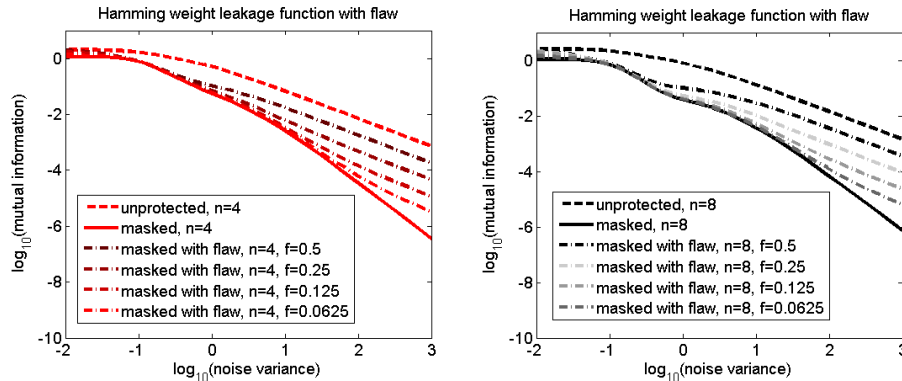 Hamming weight leakage function with flaw
log10(mutual information)
0
-2
-4
-6
-8
-10
unprotected, n=4
masked, n=4
masked with flaw, n=4, f=0.5
masked with flaw, n=4, f=0.25
masked with flaw, n=4, f=0.125
masked with flaw, n=4, f=0.0625
-2 -1 0 1 2 3
log10(noise variance)
Hamming weight leakage function with flaw
log10(mutual information)
0
-2
-4
-6
-8
-10
unprotected, n=8
masked, n=8
masked with flaw, n=8, f=0.5
masked with flaw, n=8, f=0.25
masked with flaw, n=8, f=0.125
masked with flaw, n=8, f=0.0625
-2 -1 0 1 2 3
log10(noise variance)